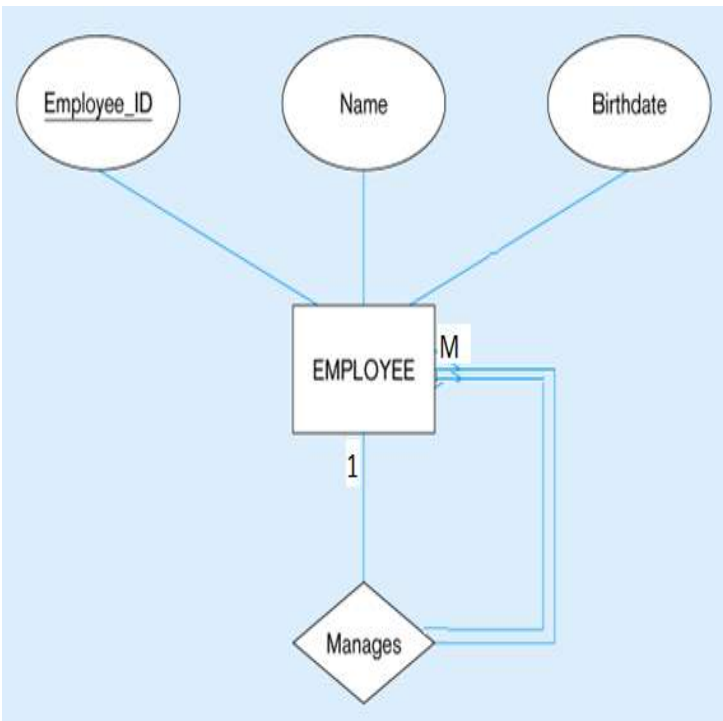 Employee_ID
Name
Birthdate
EMPLOYEE
M
1
Manages